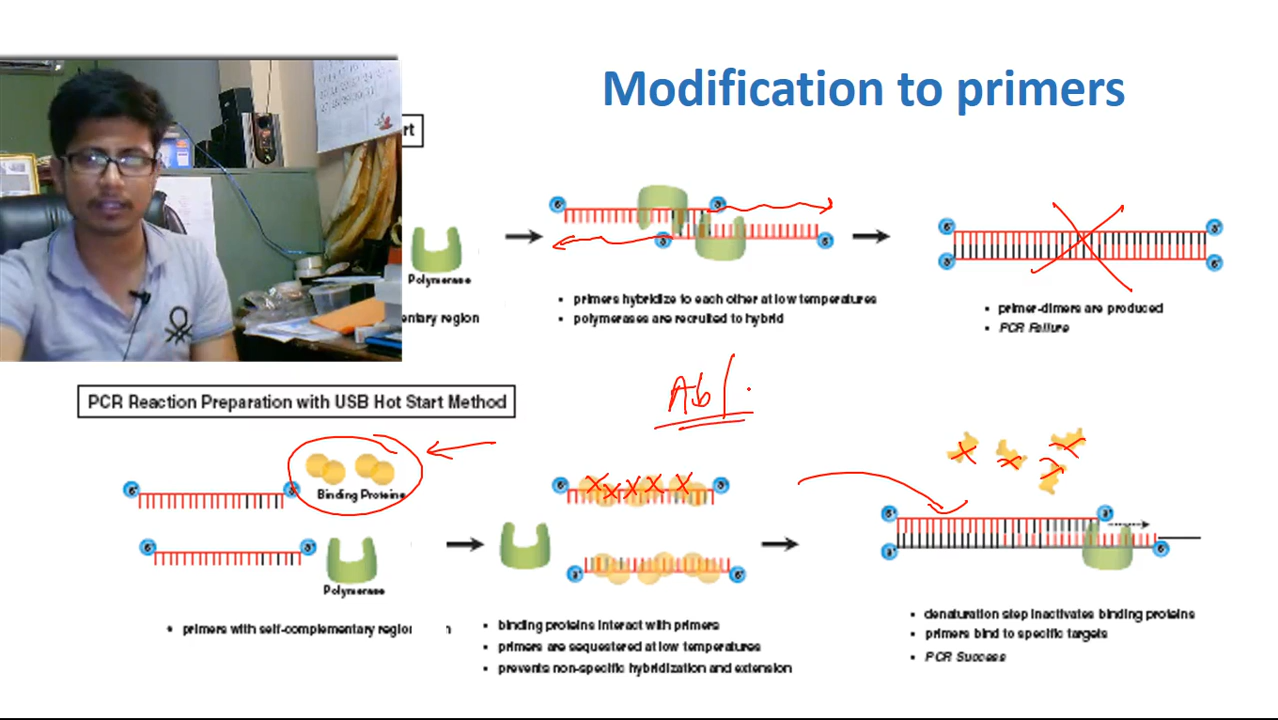 Modification to primers
rt
Polymerase
entary region
primers hybridize to each other at low temperatures
polymerases are recruited to hybrid
primer-dimers are produced
PCR Failure
Ab
PCR Reaction Preparation with USB Hot Start Method
Binding Proteins
Polymerase
primers with self-complementary region
binding proteins interact with primers
primers are sequestered at low temperatures
prevents non-specific hybridization and extension
denaturation step inactivates binding proteins
primers bind to specific targets
PCR Success